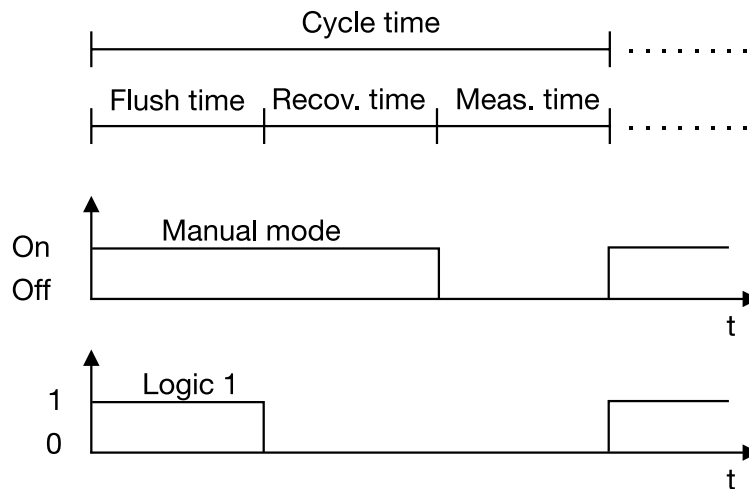 Cycle time
Flush time Recov. time Meas. time
Manual mode
On
Off
t
Logic 1
1
0
t